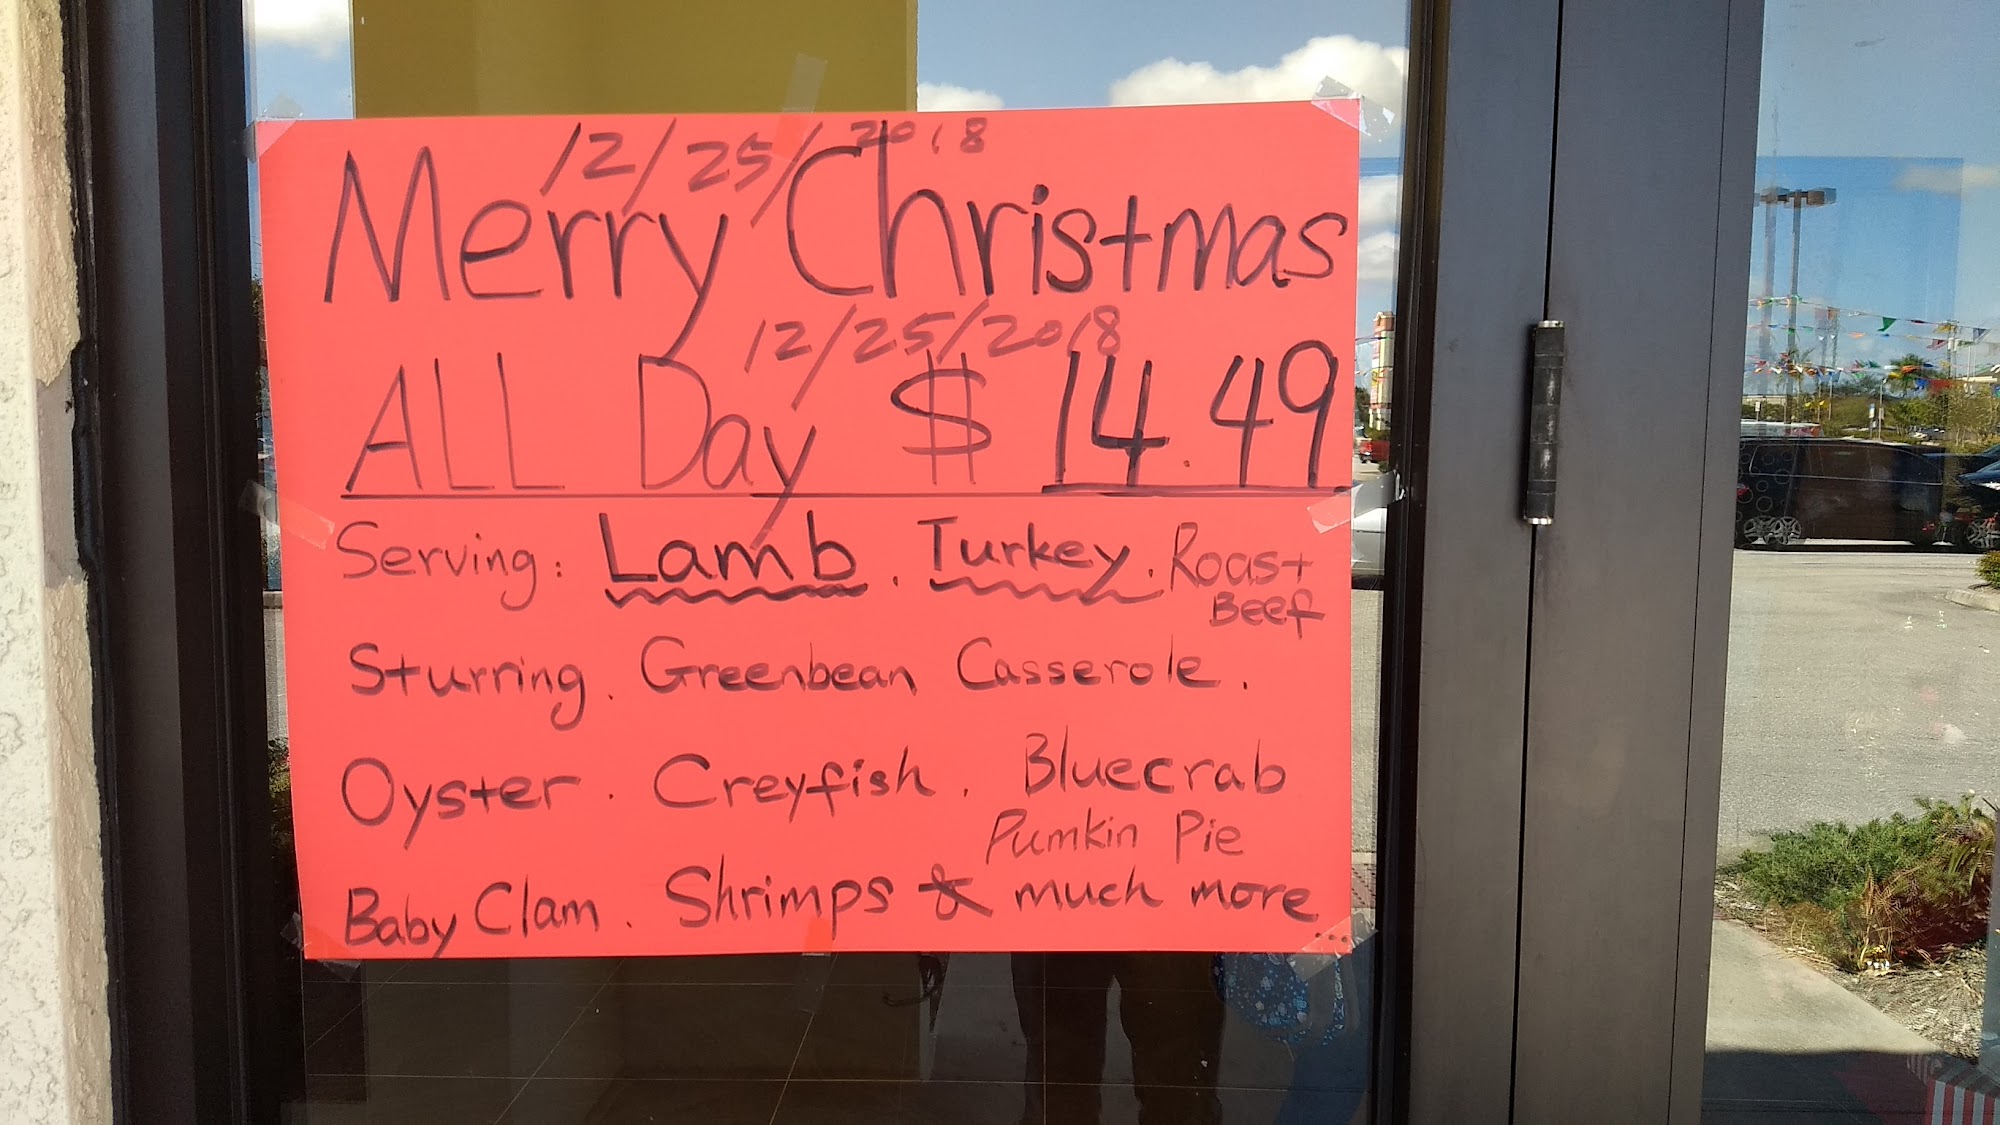 12/25/2018
Merry Christmas
12/25/2018
ALL Day $14.49
Serving: Lamb. Turkey. Roast
Beef
Sturring. Greenbean Casserole.
Oyster. Creyfish. Bluecrab
Pumkin Pie
Baby Clam. Shrimps & much more...